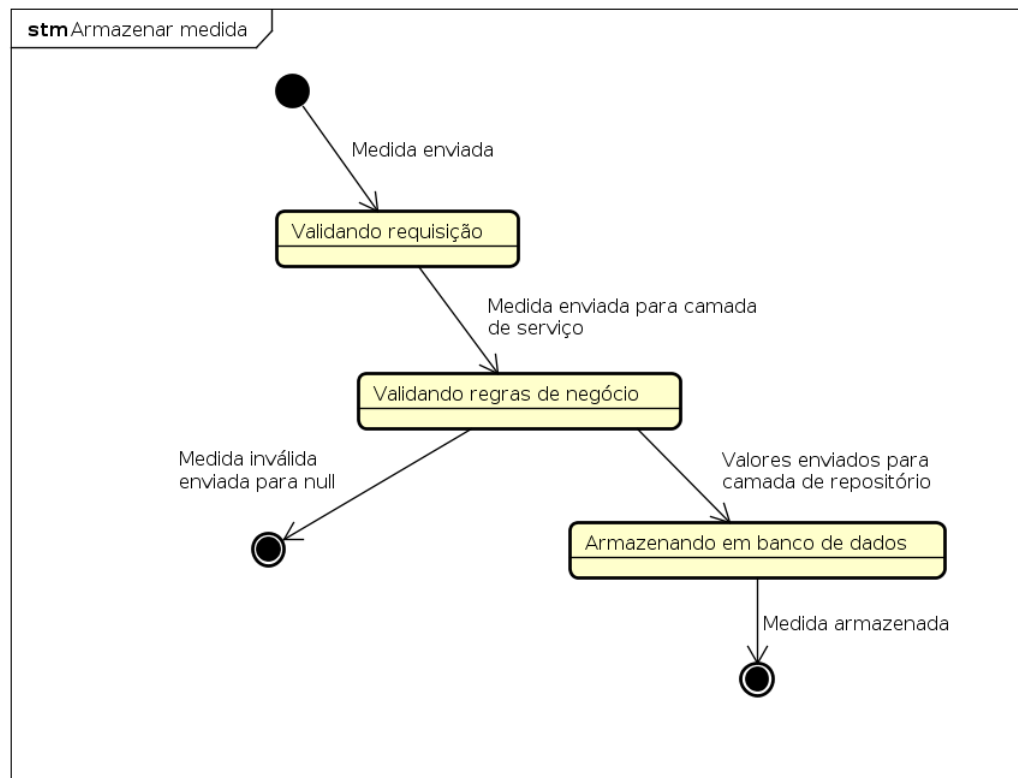 stm Armazenar medida
Medida enviada
Validando requisição
Medida enviada para camada
de serviço
Validando regras de negócio
Medida inválida
enviada para null
Valores enviados para
camada de repositório
Armazenando em banco de dados
Medida armazenada